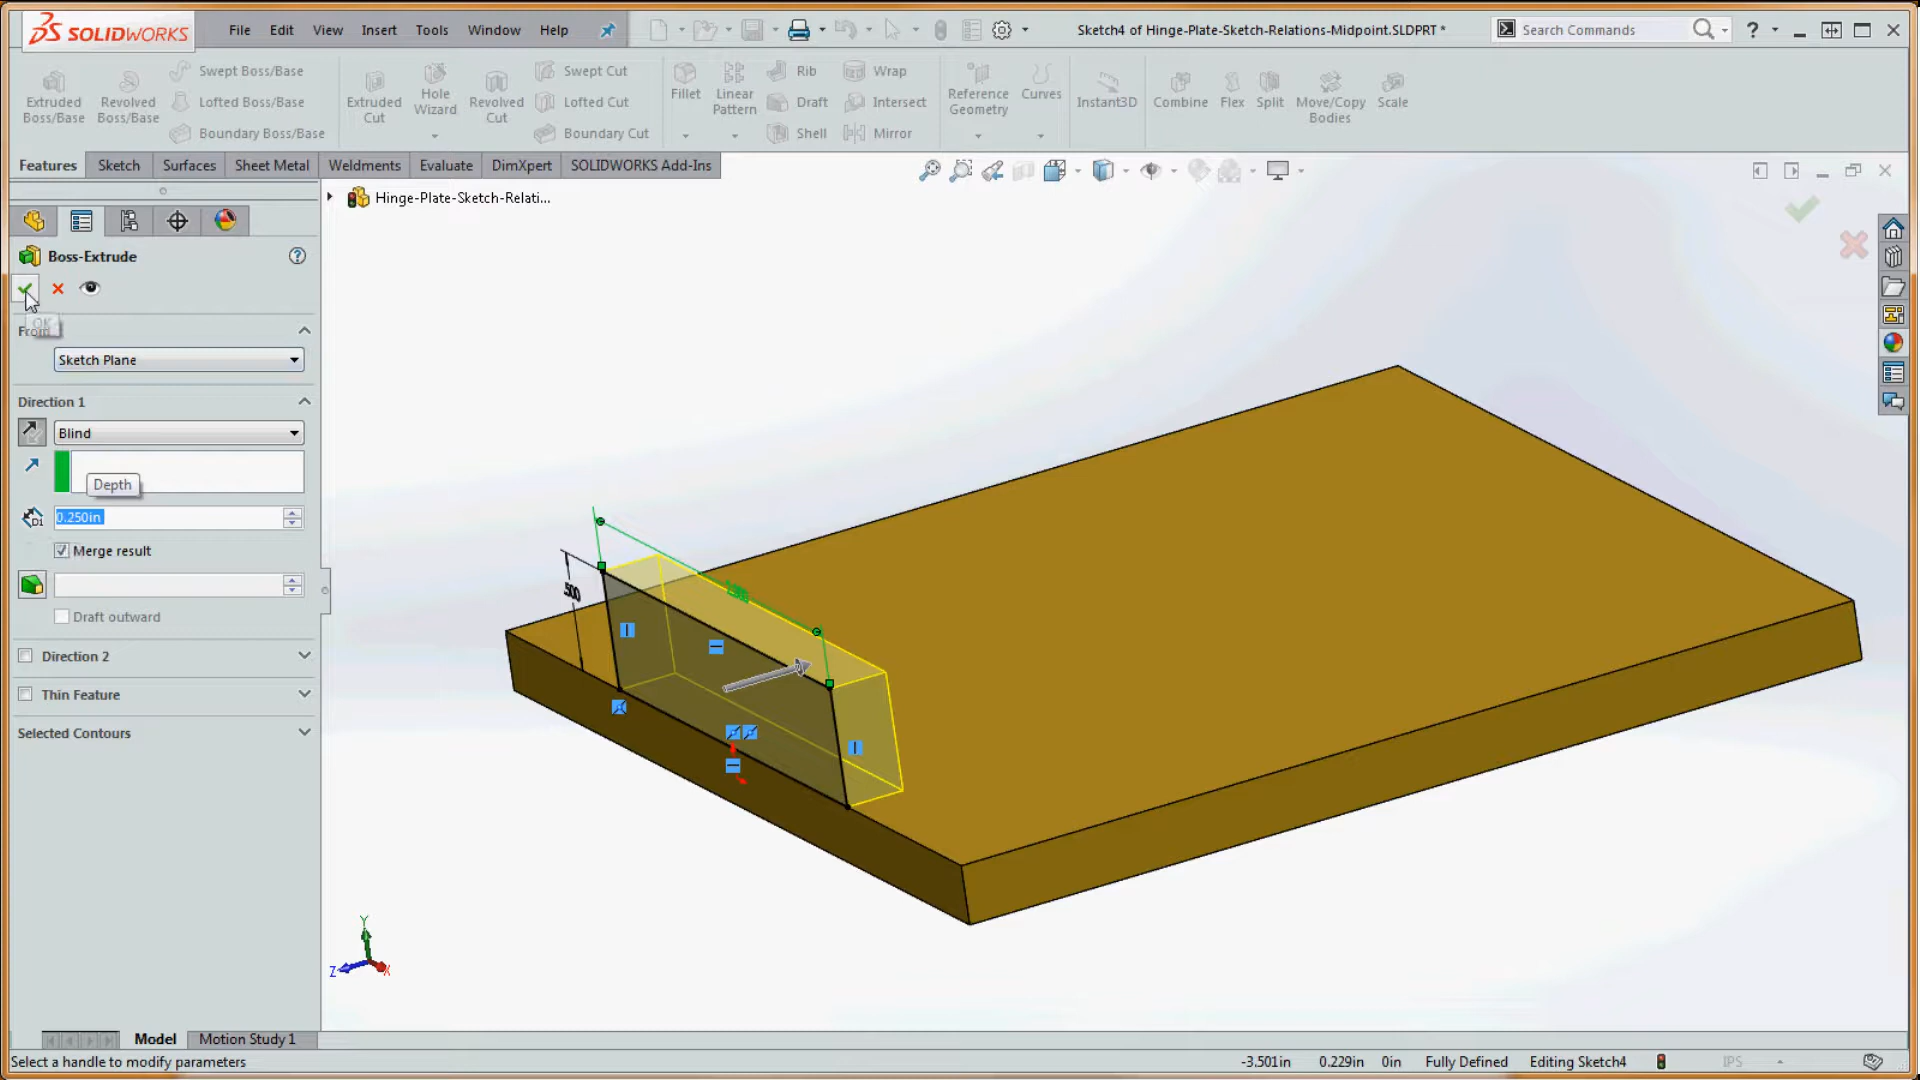 SOLIDWORKS File Edit View Insert Tools Window Help Sketch4 of Hinge-Plate-Sketch-Relations-Midpoint.SLDPRT * Search Commands ?
Extruded Boss/Base
Revolved Boss/Base
Swept Boss/Base
Lofted Boss/Base
Boundary Boss/Base
Extruded Cut
Hole Wizard
Revolved Cut
Swept Cut
Lofted Cut
Boundary Cut
Fillet
Linear Pattern
Rib
Draft
Shell
Wrap
Intersect
Mirror
Reference Geometry
Curves
Instant3D
Combine
Flex
Split
Move/Copy Bodies
Scale
Features Sketch Surfaces Sheet Metal Weldments Evaluate DimXpert SOLIDWORKS Add-Ins
Hinge-Plate-Sketch-Relati...
Boss-Extrude
?
OK
From
Sketch Plane
Direction 1
Blind
Depth
D1
0.250in
Merge result
Draft outward
Direction 2
Thin Feature
Selected Contours
.500
Y
Z
X
Model Motion Study 1
Select a handle to modify parameters -3.501in 0.229in 0in Fully Defined Editing Sketch4 IPS